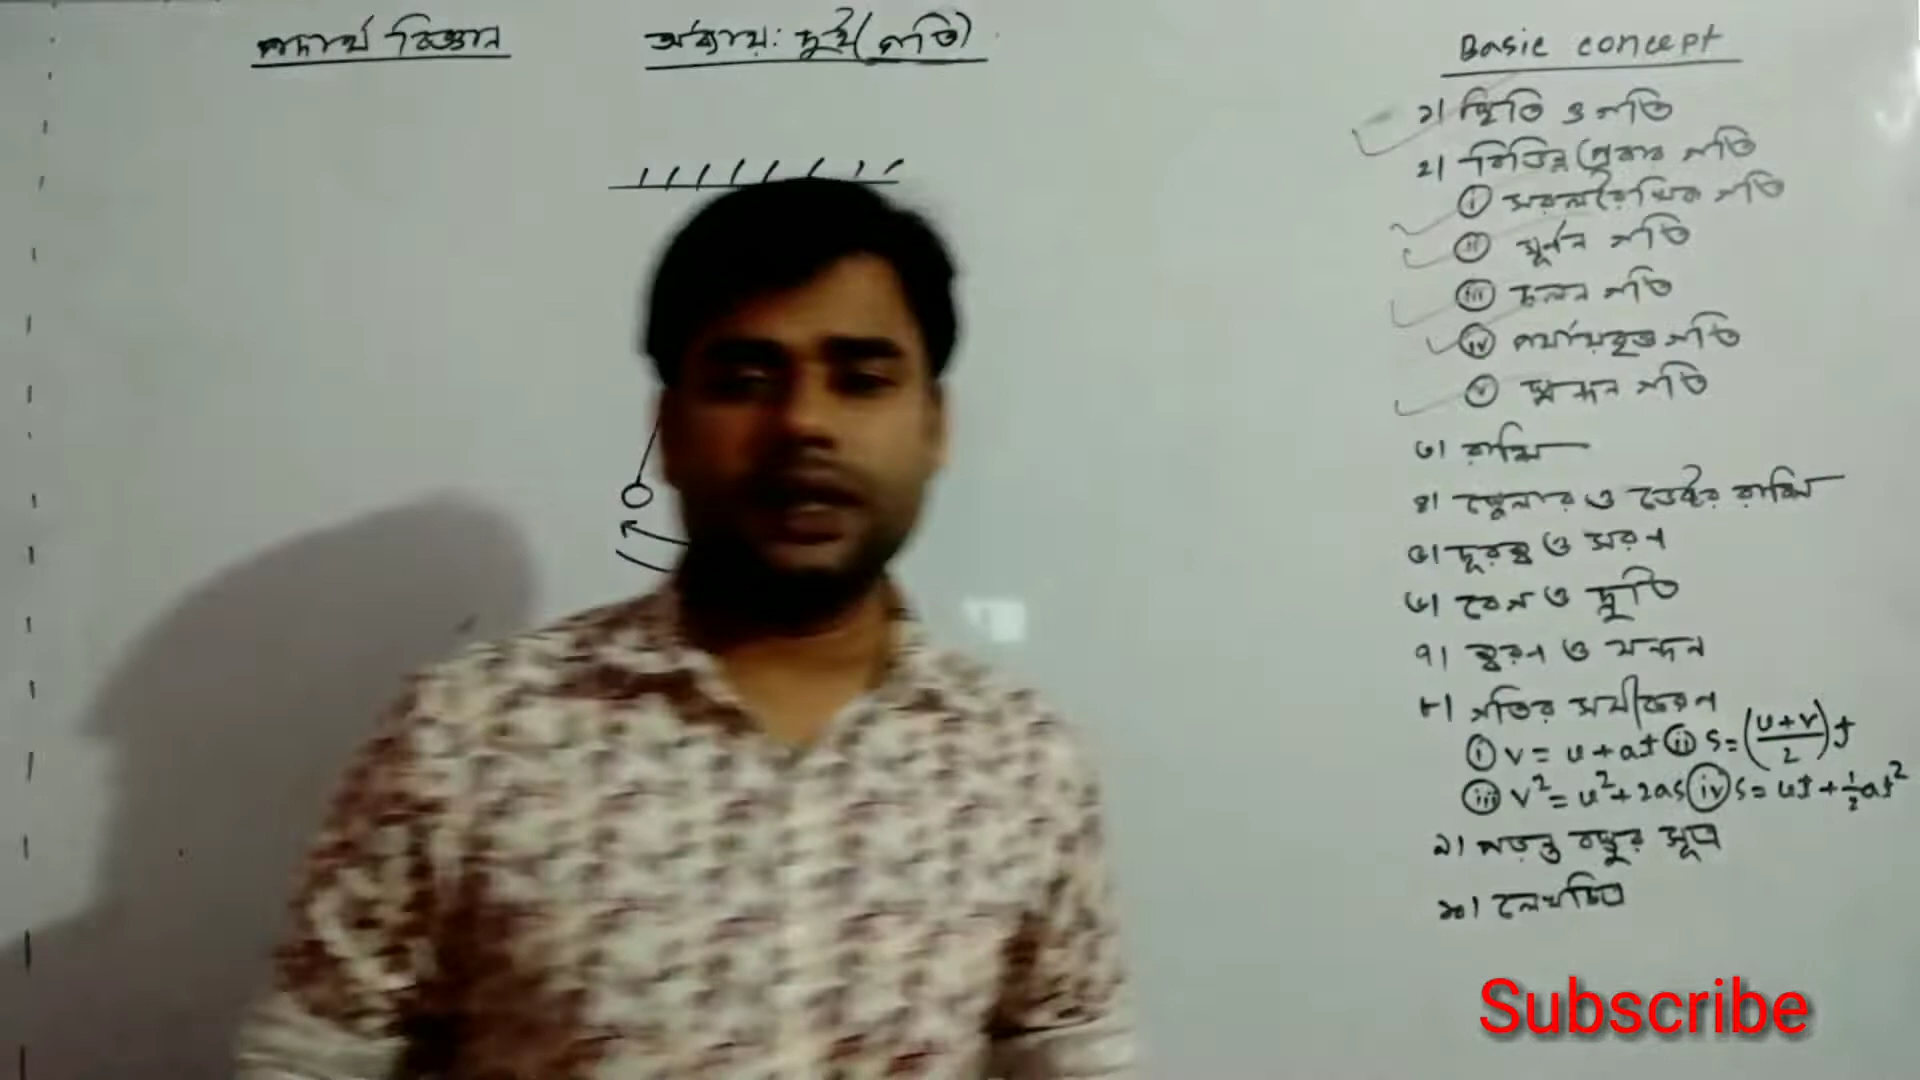 পদার্থ বিজ্ঞান
অধ্যায়: দুই (গতি)
Basic concept
১। স্থিতি ও গতি
২। বিভিন্ন প্রকার গতি
(i) সরলরৈখিক গতি
(ii) ঘূর্ণন গতি
(iii) চলন গতি
(iv) পর্যায়বৃত্ত গতি
(v) স্পন্দন গতি
৩। রাশি
৪। স্কেলার ও ভেক্টর রাশি
৫। দূরত্ব ও সরণ
৬। বেগ ও দ্রুতি
৭। ত্বরণ ও মন্দন
৮। গতির সমীকরণ
(i) v = u + at (ii) s = ((u+v)/2) t
(iii) v² = u² + 2as (iv) s = ut + ½at²
৯। পড়ন্ত বস্তুর সূত্র
১০। লেখচিত্র
Subscribe